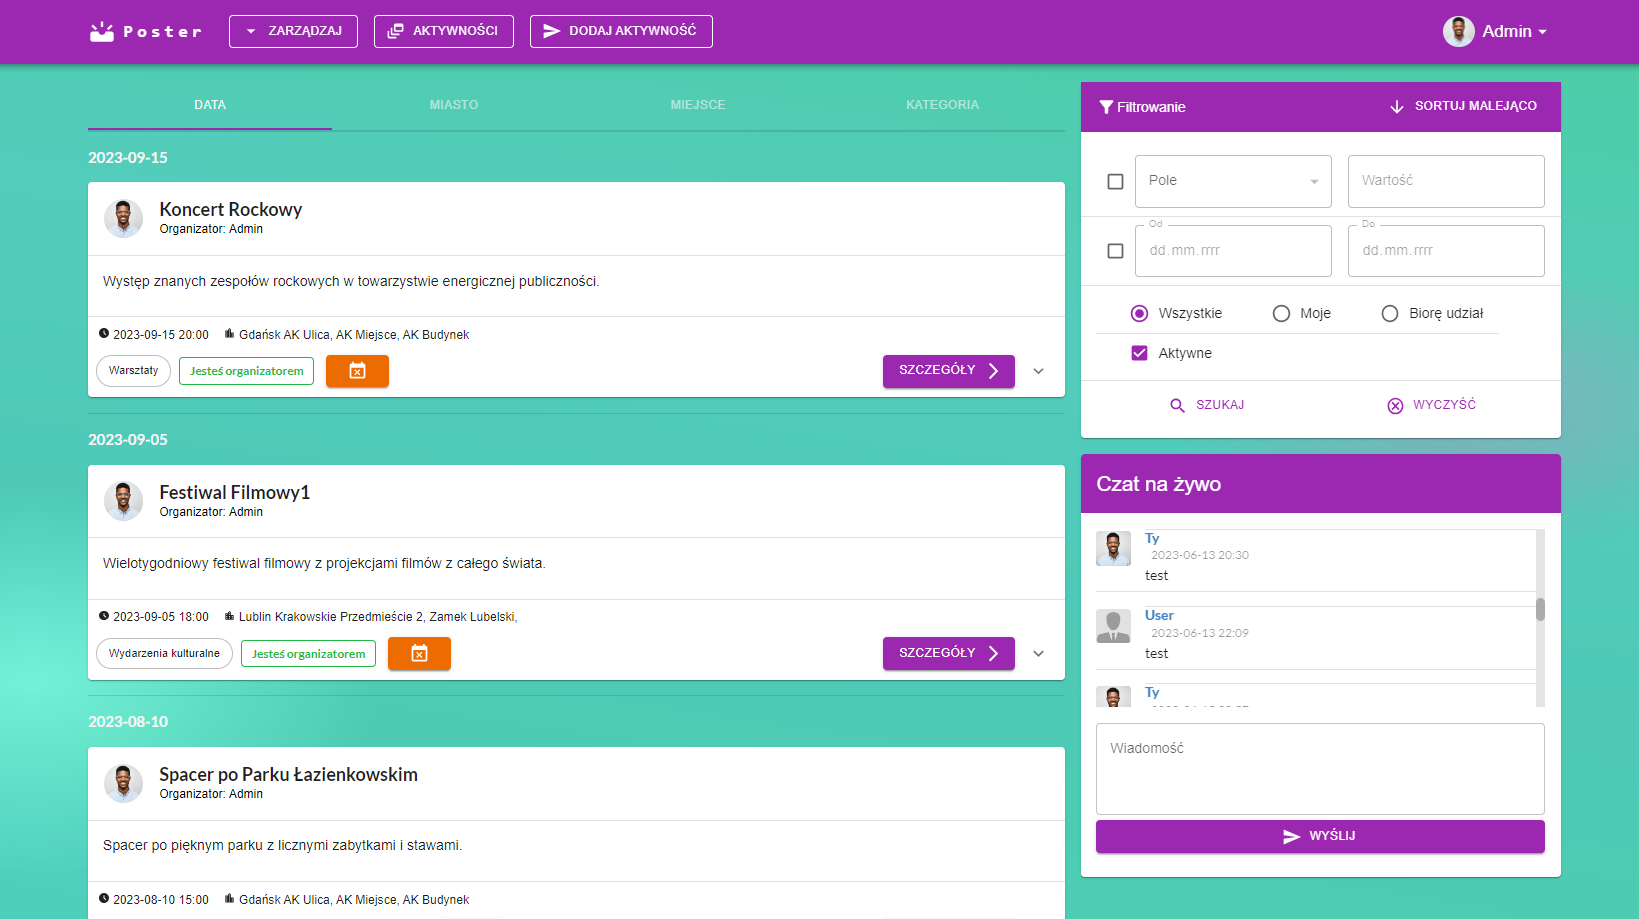 Poster
ZARZĄDZAJ
AKTYWNOŚCI
DODAJ AKTYWNOŚĆ
Admin
DATA
MIASTO
MIEJSCE
KATEGORIA
2023-09-15
Koncert Rockowy
Organizator: Admin
Występ znanych zespołów rockowych w towarzystwie energicznej publiczności.
2023-09-15 20:00 Gdańsk AK Ulica, AK Miejsce, AK Budynek
Warsztaty
Jesteś organizatorem
SZCZEGÓŁY
2023-09-05
Festiwal Filmowy1
Organizator: Admin
Wielotygodniowy festiwal filmowy z projekcjami filmów z całego świata.
2023-09-05 18:00 Lublin Krakowskie Przedmieście 2, Zamek Lubelski,
Wydarzenia kulturalne
Jesteś organizatorem
SZCZEGÓŁY
2023-08-10
Spacer po Parku Łazienkowskim
Organizator: Admin
Spacer po pięknym parku z licznymi zabytkami i stawami.
2023-08-10 15:00 Gdańsk AK Ulica, AK Miejsce, AK Budynek
Filtrowanie
SORTUJ MALEJĄCO
Pole
Wartość
Od
dd.mm.rrrr
Do
dd.mm.rrrr
Wszystkie
Moje
Biorę udział
Aktywne
SZUKAJ
WYCZYŚĆ
Czat na żywo
Ty
2023-06-13 20:30
test
User
2023-06-13 22:09
test
Ty
Wiadomość
WYŚLIJ